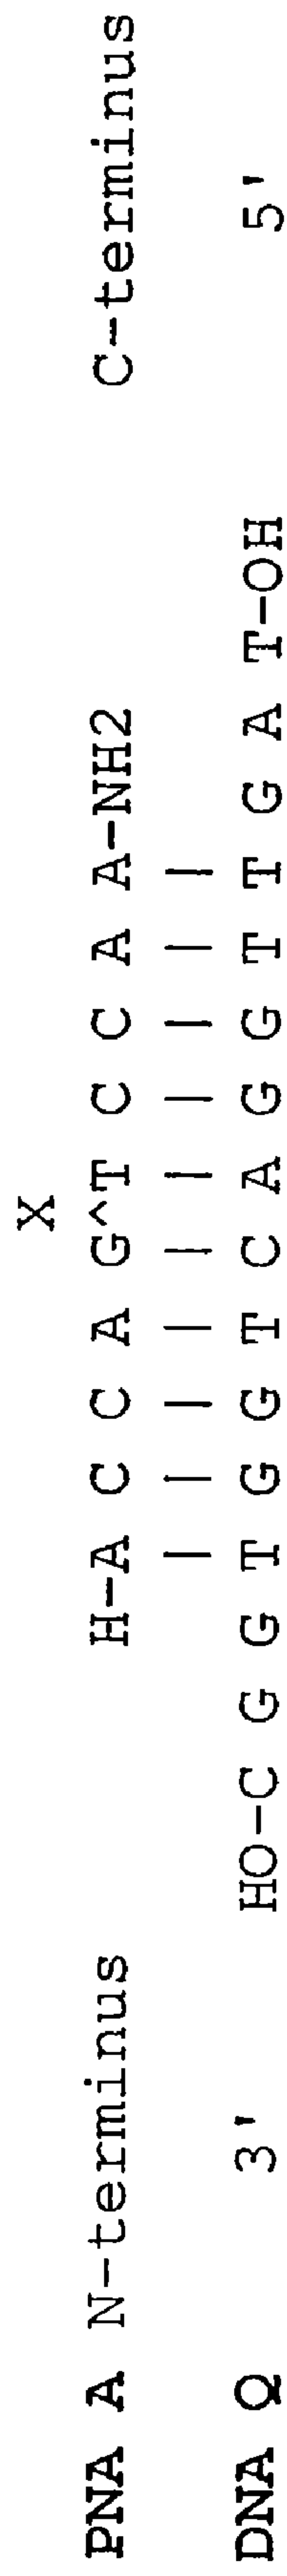 X
PNA A N-terminus H-A C C A G^T C C A A-NH2 C-terminus
| | | | | | | | | |
DNA Q 3' HO-C G G T G G T C A G G T T G A T-OH 5'